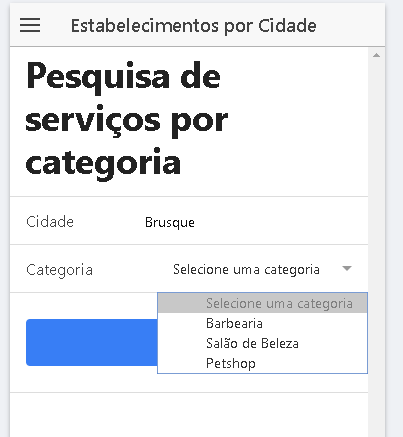 Estabelecimentos por Cidade
Pesquisa de
serviços por
categoria
Cidade Brusque
Categoria Selecione uma categoria
Selecione uma categoria
Barbearia
Salão de Beleza
Petshop